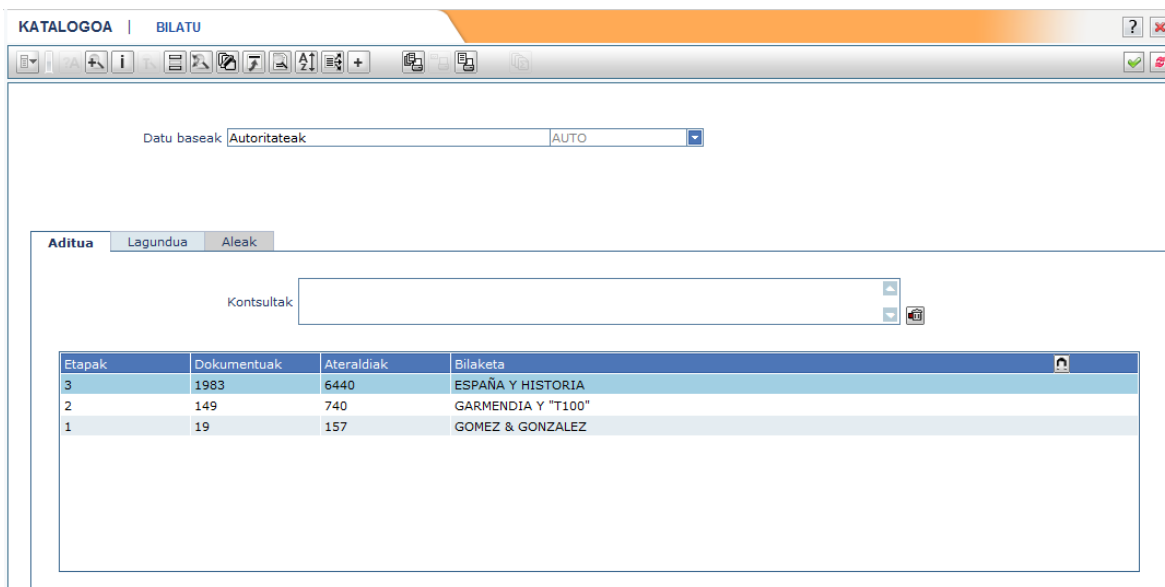 KATALOGOA | BILATU
?
i + 
Datu baseak Autoritateak AUTO
Aditua Lagundua Aleak
Kontsultak
Etapak Dokumentuak Ateraldiak Bilaketa
3 1983 6440 ESPAÑA Y HISTORIA
2 149 740 GARMENDIA Y "T100"
1 19 157 GOMEZ & GONZALEZ